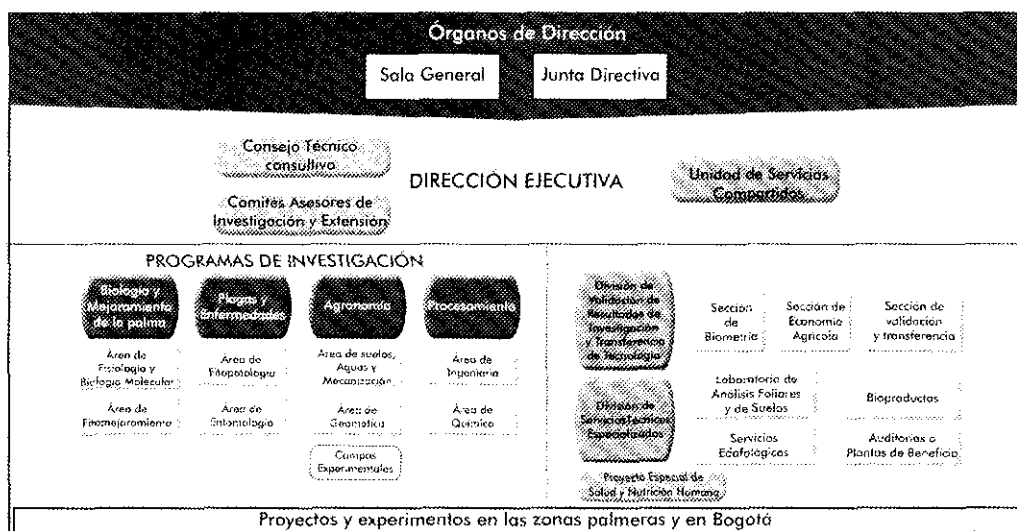 Órganos de Dirección
Sala General
Junta Directiva
Consejo Técnico
consultivo
DIRECCIÓN EJECUTIVA
Unidad de Servicios
Compartidos
Comités Asesores de
Investigación y Extensión
PROGRAMAS DE INVESTIGACIÓN
Biología y
Mejoramiento
de la palma
Plagas y
Enfermedades
Agronomía
Procesamiento
Área de
Fisiología y
Biología Molecular
Área de
Fitopatología
Área de suelos,
Aguas y
Mecanización
Área de
Ingeniería
Área de
Fitomejoramiento
Área de
Entomología
Área de
Geomática
Área de
Química
Campos
Experimentales
División de
Validación de
Resultados de
Investigación
y Transferencia
de Tecnología
Sección
de
Biometría
Sección de
Economía
Agrícola
Sección de
validación
y transferencia
División de
Servicios Técnicos
Especializados
Laboratorio de
Análisis Foliares
y de Suelos
Bioproductos
Servicios
Edafológicos
Auditorías a
Plantas de Beneficio
Proyecto Especial de
Salud y Nutrición Humana
Proyectos y experimentos en las zonas palmeras y en Bogotá